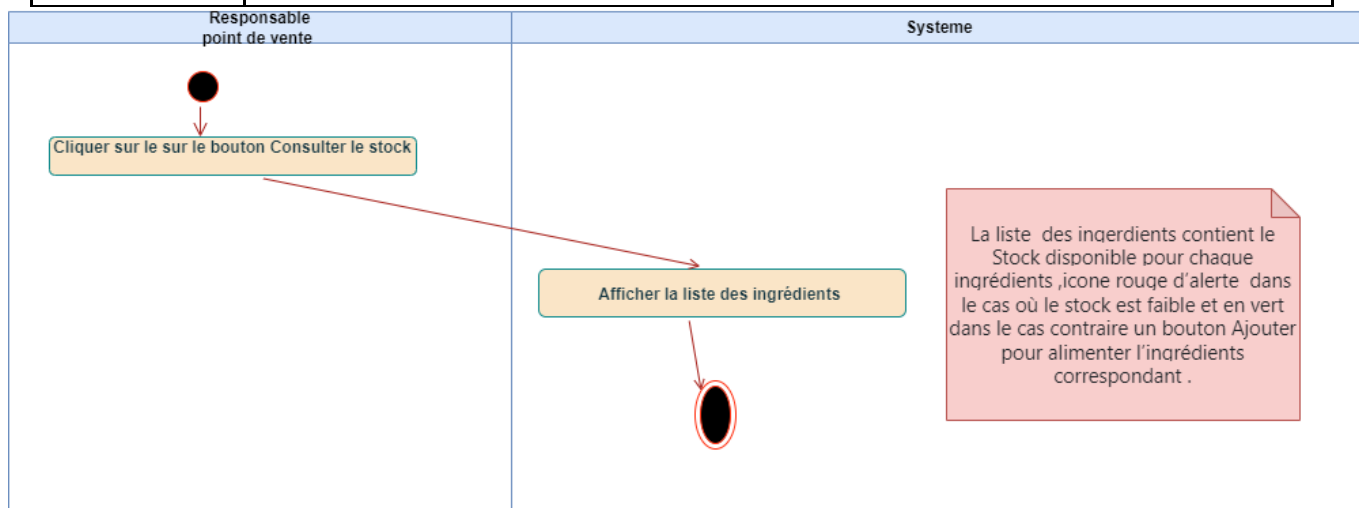 Responsable
point de vente
Systeme
Cliquer sur le sur le bouton Consulter le stock
Afficher la liste des ingrédients
La liste des ingerdients contient le
Stock disponible pour chaque
ingrédients ,icone rouge d'alerte dans
le cas où le stock est faible et en vert
dans le cas contraire un bouton Ajouter
pour alimenter l'ingrédients
correspondant .